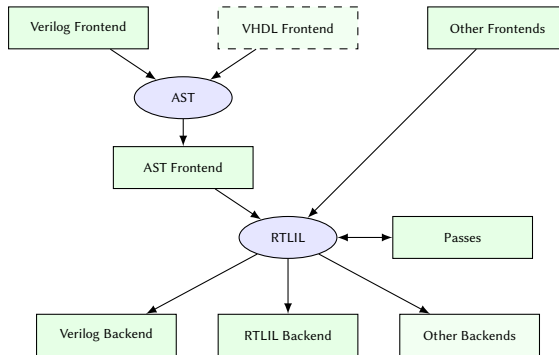 Verilog Frontend
VHDL Frontend
Other Frontends
AST
AST Frontend
RTLIL
Passes
Verilog Backend
RTLIL Backend
Other Backends